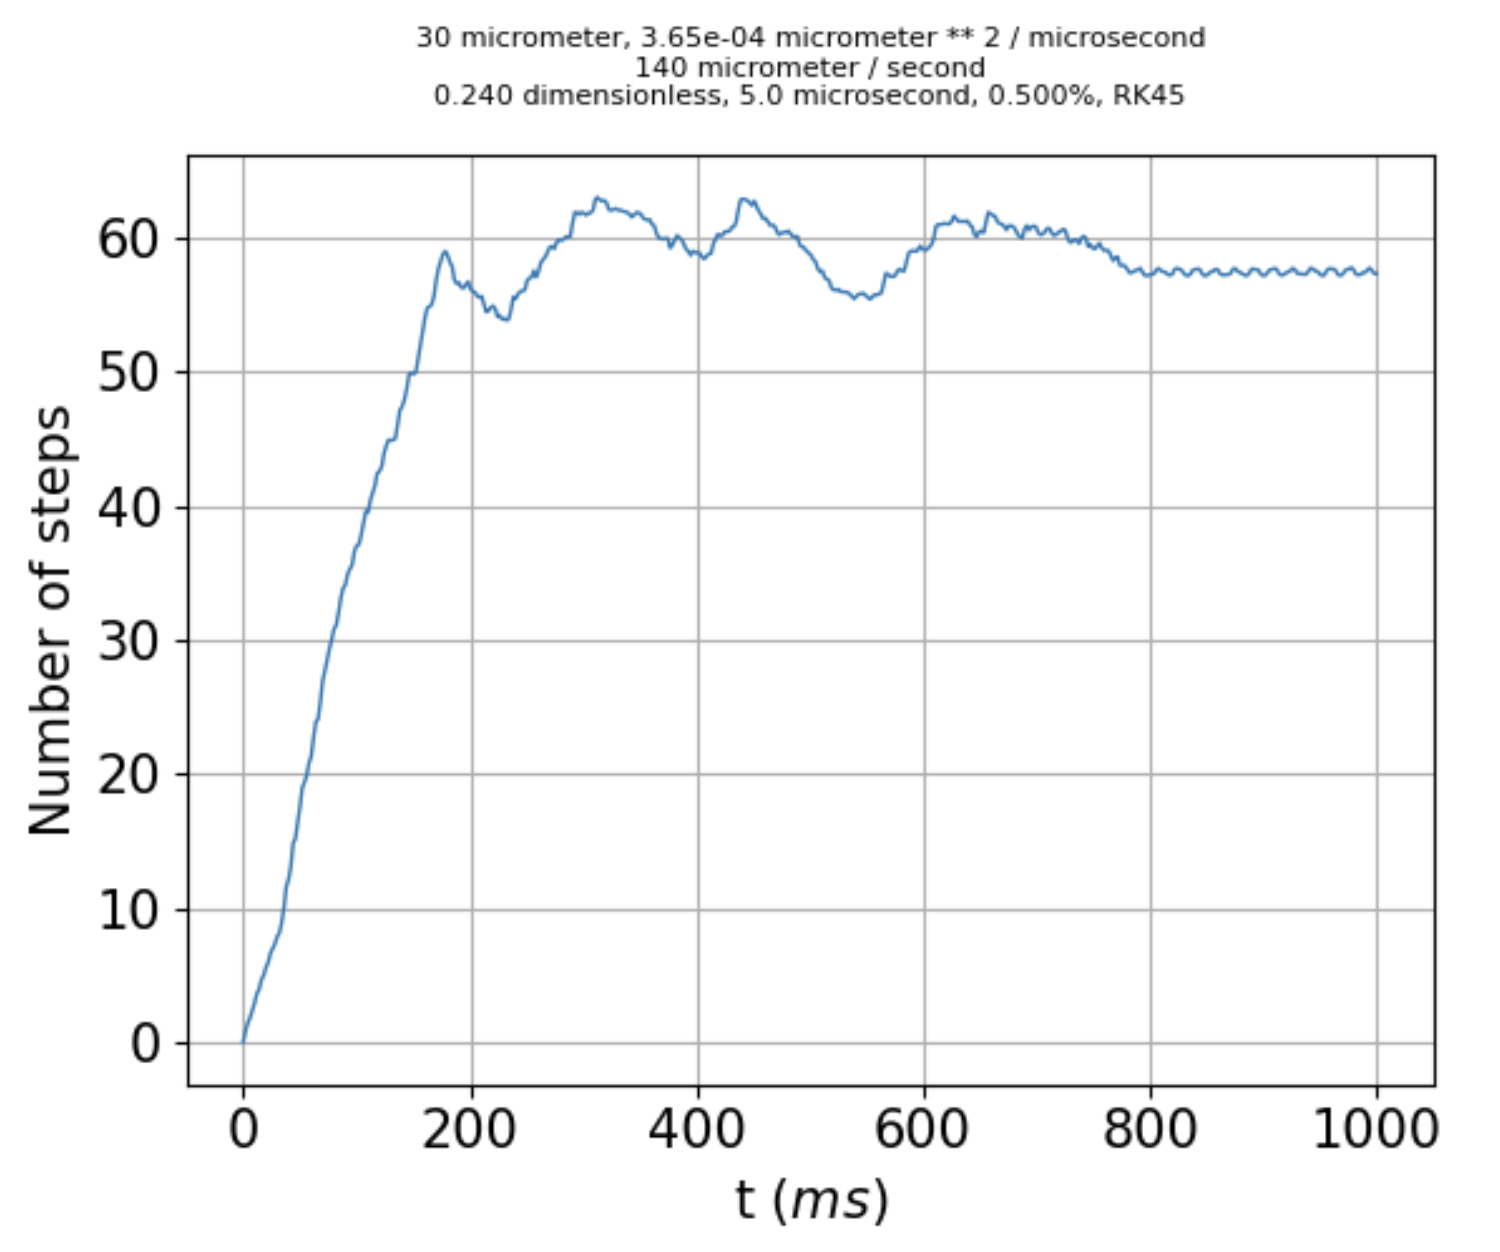 30 micrometer, 3.65e-04 micrometer ** 2 / microsecond
140 micrometer / second
0.240 dimensionless, 5.0 microsecond, 0.500%, RK45
Number of steps
60
50
40
30
20
10
0
0 200 400 600 800 1000
t (ms)